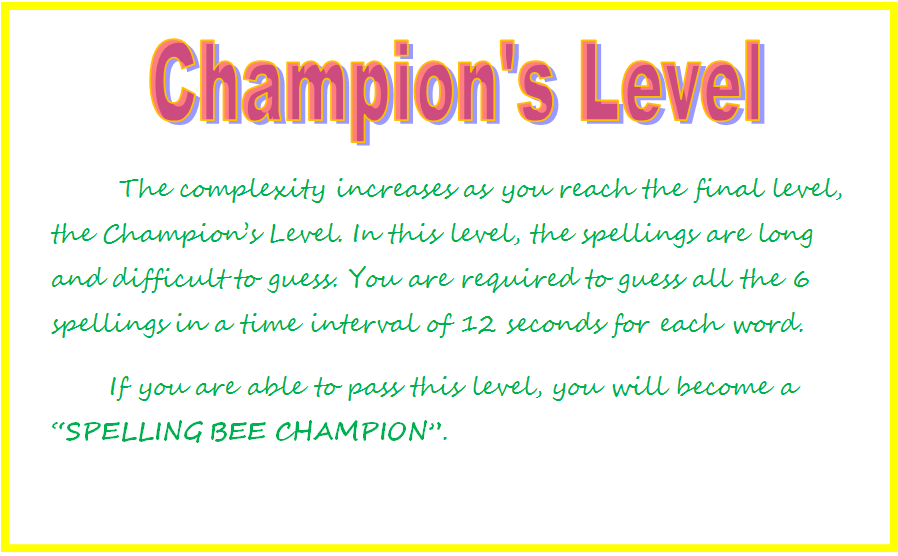 Champion's Level
The complexity increases as you reach the final level,
the Champion’s Level. In this level, the spellings are long
and difficult to guess. You are required to guess all the 6
spellings in a time interval of 12 seconds for each word.
If you are able to pass this level, you will become a
“SPELLING BEE CHAMPION”.